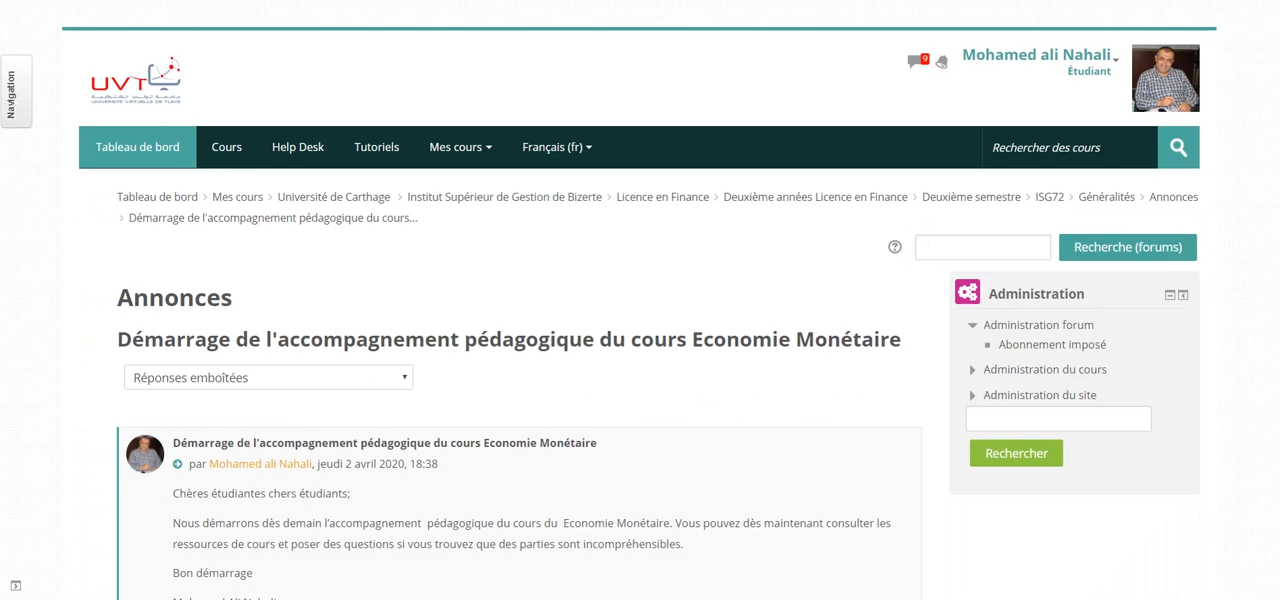 Navigation
UVT
UNIVERSITÉ VIRTUELLE DE TUNIS
9
Mohamed ali Nahali
Étudiant
Tableau de bord Cours Help Desk Tutoriels Mes cours Français (fr) Rechercher des cours
Tableau de bord Mes cours Université de Carthage Institut Supérieur de Gestion de Bizerte Licence en Finance Deuxième années Licence en Finance Deuxième semestre ISG72 Généralités Annonces
Démarrage de l'accompagnement pédagogique du cours...
Recherche (forums)
Annonces
Démarrage de l'accompagnement pédagogique du cours Economie Monétaire
Réponses emboîtées
Démarrage de l'accompagnement pédagogique du cours Economie Monétaire
par Mohamed ali Nahali, jeudi 2 avril 2020, 18:38
Chères étudiantes chers étudiants;
Nous démarrons dès demain l’accompagnement pédagogique du cours du Economie Monétaire. Vous pouvez dès maintenant consulter les
ressources de cours et poser des questions si vous trouvez que des parties sont incompréhensibles.
Bon démarrage
Administration
Administration forum
Abonnement imposé
Administration du cours
Administration du site
Rechercher